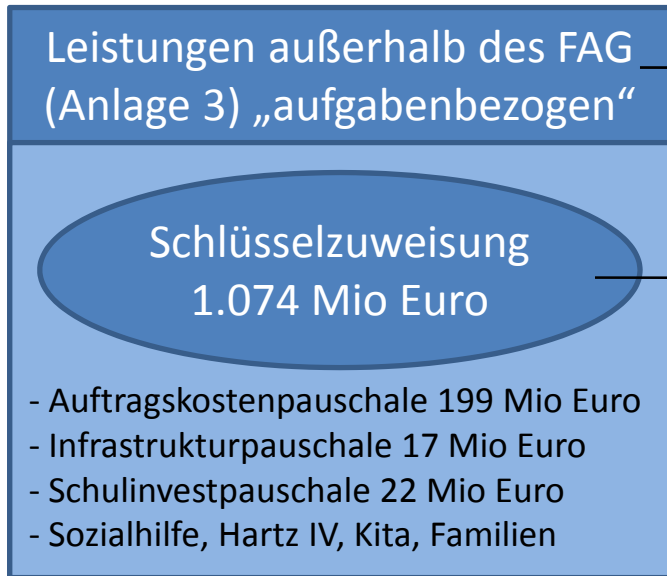 Leistungen außerhalb des FAG
(Anlage 3) „aufgabenbezogen“
Schlüsselzuweisung
1.074 Mio Euro
- Auftragskostenpauschale 199 Mio Euro
- Infrastrukturpauschale 17 Mio Euro
- Schulinvestpauschale 22 Mio Euro
- Sozialhilfe, Hartz IV, Kita, Familien